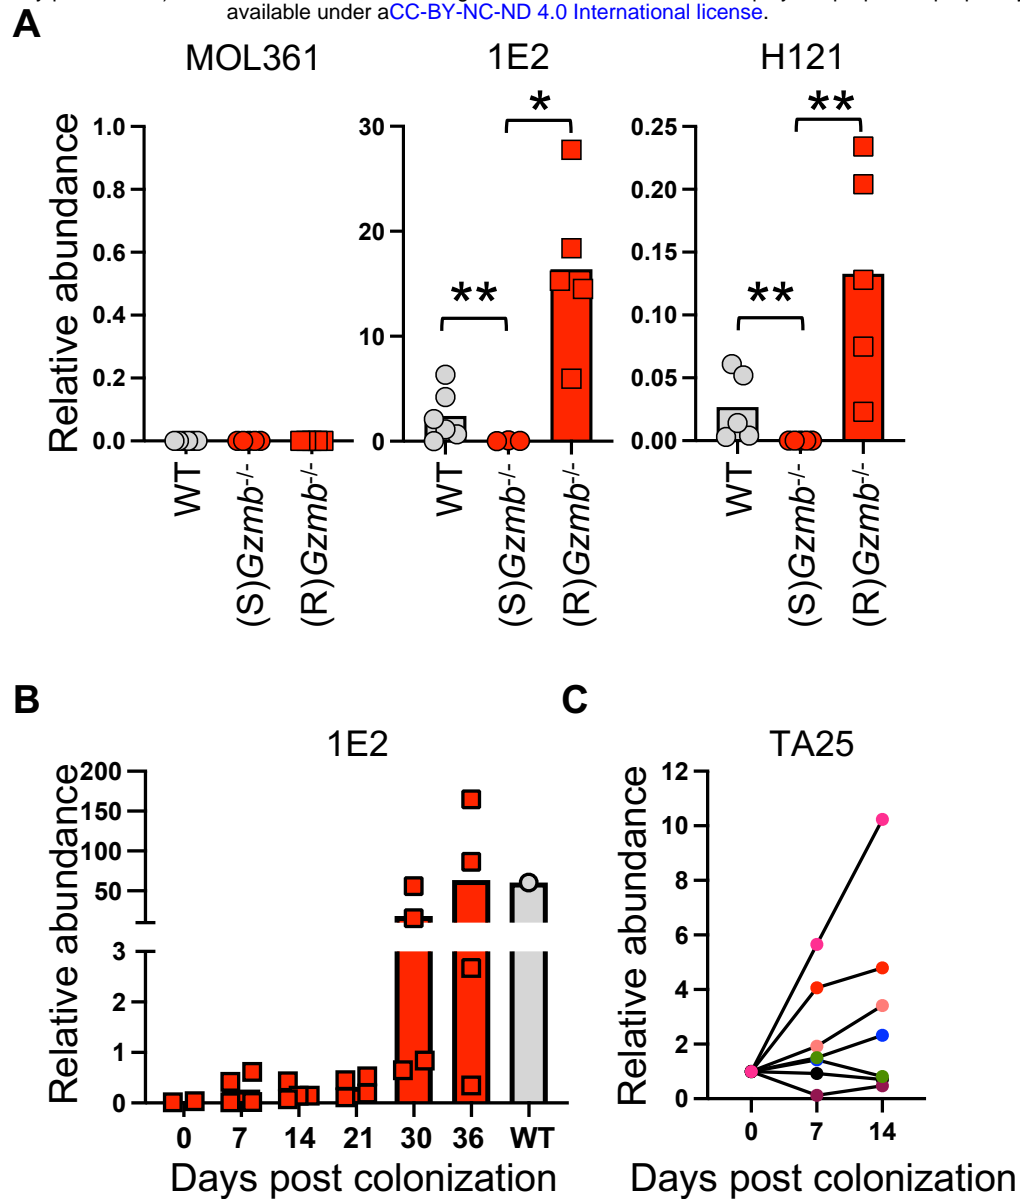 available under aCC-BY-NC-ND 4.0 International license.
A
MOL361
1E2
H121
Relative abundance
1.0
0.8
0.6
0.4
0.2
0.0
WT
(S)Gzmb-/-
(R)Gzmb-/-
30
20
10
0
**
*
WT
(S)Gzmb-/-
(R)Gzmb-/-
0.25
0.20
0.15
0.10
0.05
0.00
**
**
WT
(S)Gzmb-/-
(R)Gzmb-/-
B
1E2
Relative abundance
200
150
100
50
3
2
1
0
0 7 14 21 30 36 WT
Days post colonization
C
TA25
Relative abundance
12
10
8
6
4
2
0
0 7 14
Days post colonization